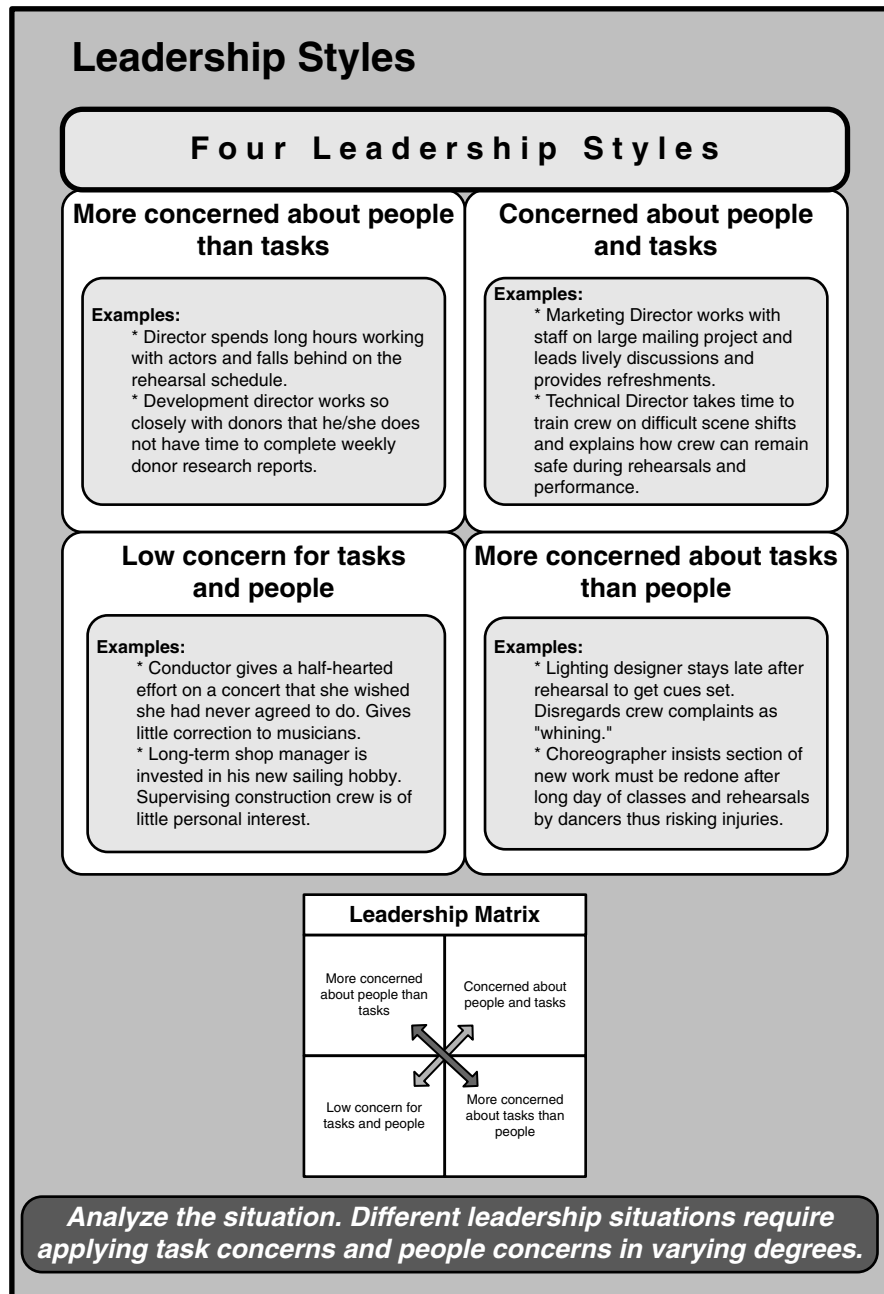 Leadership Styles
Four Leadership Styles
More concerned about people
than tasks
Examples:
* Director spends long hours working
with actors and falls behind on the
rehearsal schedule.
* Development director works so
closely with donors that he/she does
not have time to complete weekly
donor research reports.
Concerned about people
and tasks
Examples:
* Marketing Director works with
staff on large mailing project and
leads lively discussions and
provides refreshments.
* Technical Director takes time to
train crew on difficult scene shifts
and explains how crew can remain
safe during rehearsals and
performance.
Low concern for tasks
and people
Examples:
* Conductor gives a half-hearted
effort on a concert that she wished
she had never agreed to do. Gives
little correction to musicians.
* Long-term shop manager is
invested in his new sailing hobby.
Supervising construction crew is of
little personal interest.
More concerned about tasks
than people
Examples:
* Lighting designer stays late after
rehearsal to get cues set.
Disregards crew complaints as
"whining."
* Choreographer insists section of
new work must be redone after
long day of classes and rehearsals
by dancers thus risking injuries.
Leadership Matrix
More concerned
about people than
tasks
Concerned about
people and tasks
Low concern for
tasks and people
More concerned
about tasks than
people
Analyze the situation. Different leadership situations require
applying task concerns and people concerns in varying degrees.